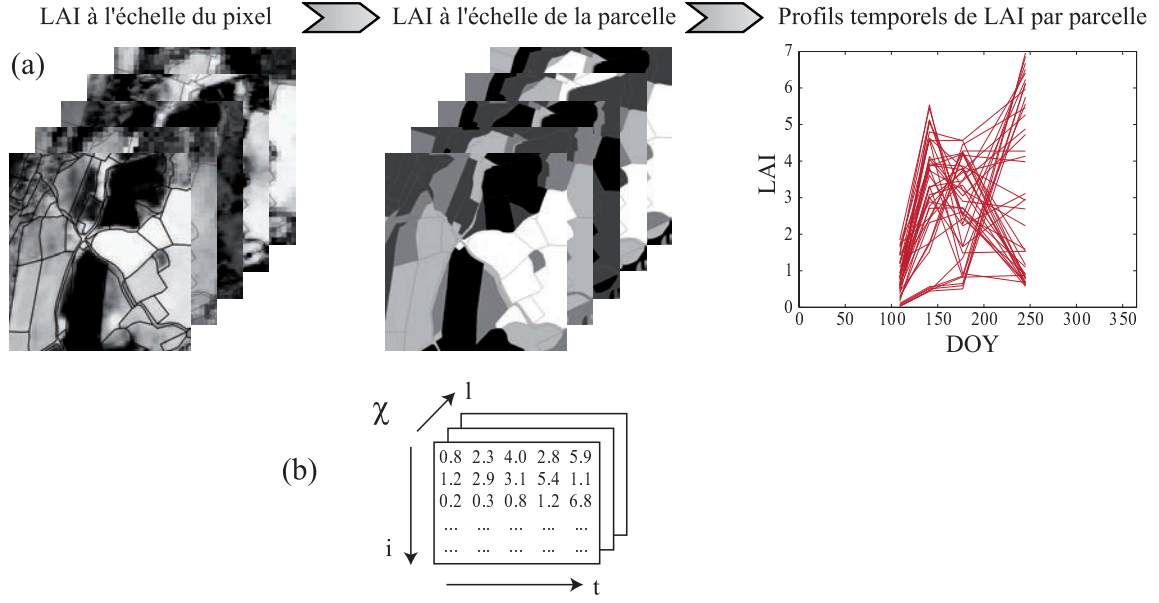 LAI à l'échelle du pixel
LAI à l'échelle de la parcelle
Profils temporels de LAI par parcelle
(a)
7
6
5
4
3
2
1
0
LAI
0 50 100 150 200 250 300 350
DOY
(b)
χ
l
0.8 2.3 4.0 2.8 5.9
1.2 2.9 3.1 5.4 1.1
0.2 0.3 0.8 1.2 6.8
... ... ... ... ...
... ... ... ... ...
i
t